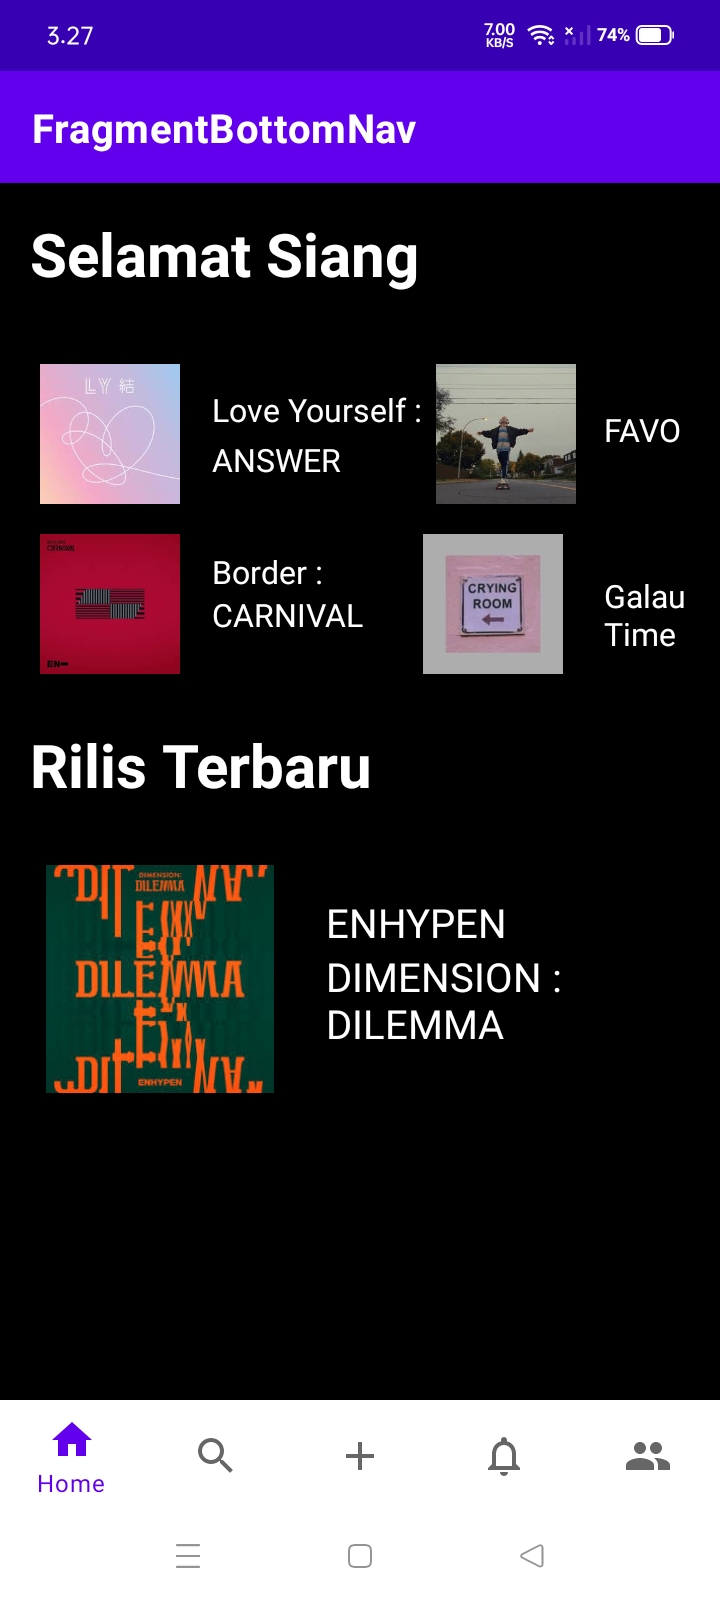 3.27
7.00
KB/S
74%
FragmentBottomNav
Selamat Siang
LY 結
Love Yourself :
ANSWER
FAVO
CARNIVAL
EN-
Border :
CARNIVAL
CRYING
ROOM
Galau
Time
Rilis Terbaru
DIMENSION:
DILEMMA
DILEMMA
ENHYPEN
ENHYPEN
DIMENSION :
DILEMMA
Home